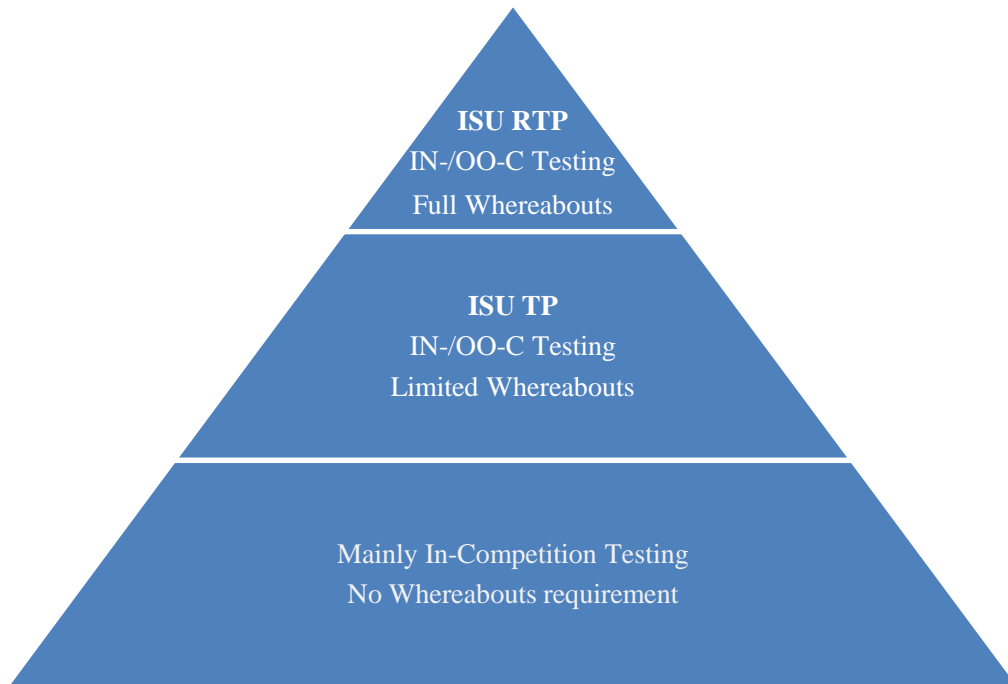 ISU RTP
IN-/OO-C Testing
Full Whereabouts
ISU TP
IN-/OO-C Testing
Limited Whereabouts
Mainly In-Competition Testing
No Whereabouts requirement